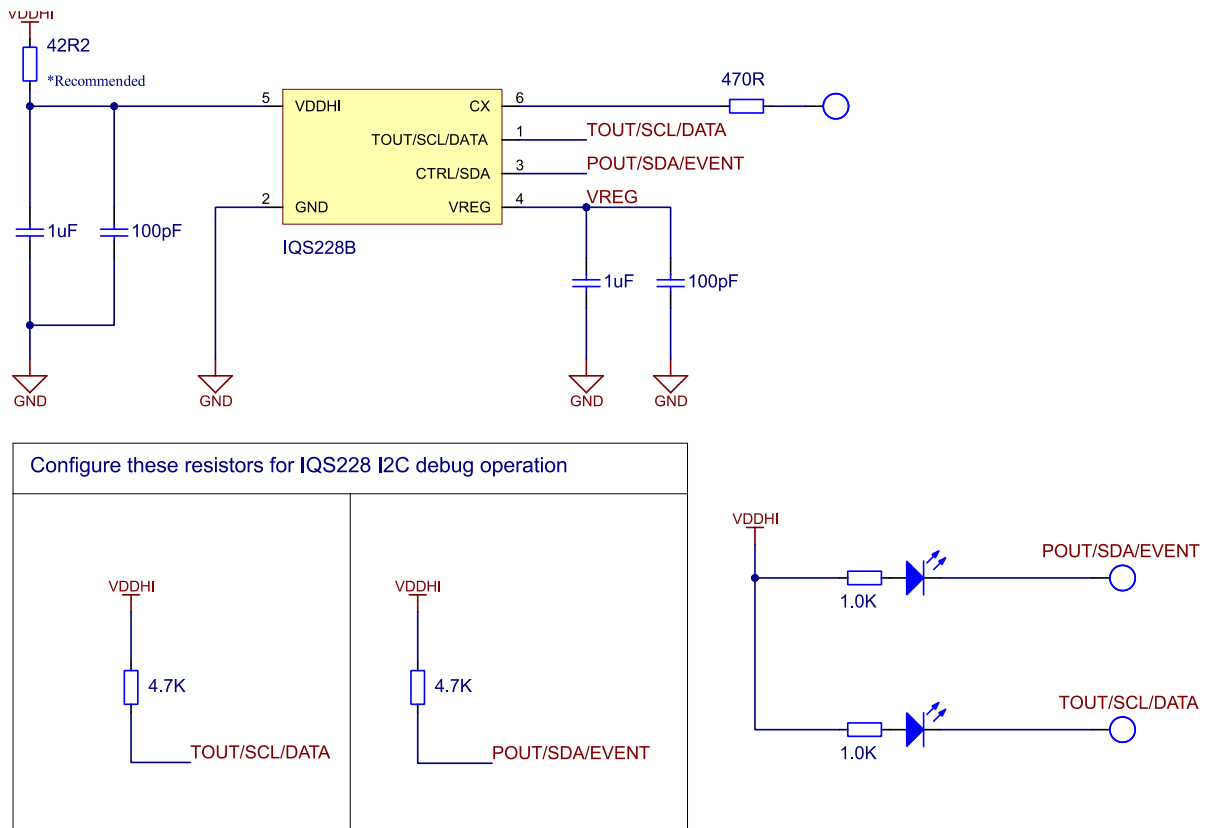 VDDHI
42R2
*Recommended
5
VDDHI
CX
6
470R
TOUT/SCL/DATA
1
TOUT/SCL/DATA
CTRL/SDA
3
POUT/SDA/EVENT
2
GND
VREG
4
VREG
IQS228B
1uF
100pF
1uF
100pF
GND
GND
GND
GND
Configure these resistors for IQS228 I2C debug operation
VDDHI
4.7K
TOUT/SCL/DATA
VDDHI
4.7K
POUT/SDA/EVENT
VDDHI
POUT/SDA/EVENT
1.0K
TOUT/SCL/DATA
1.0K